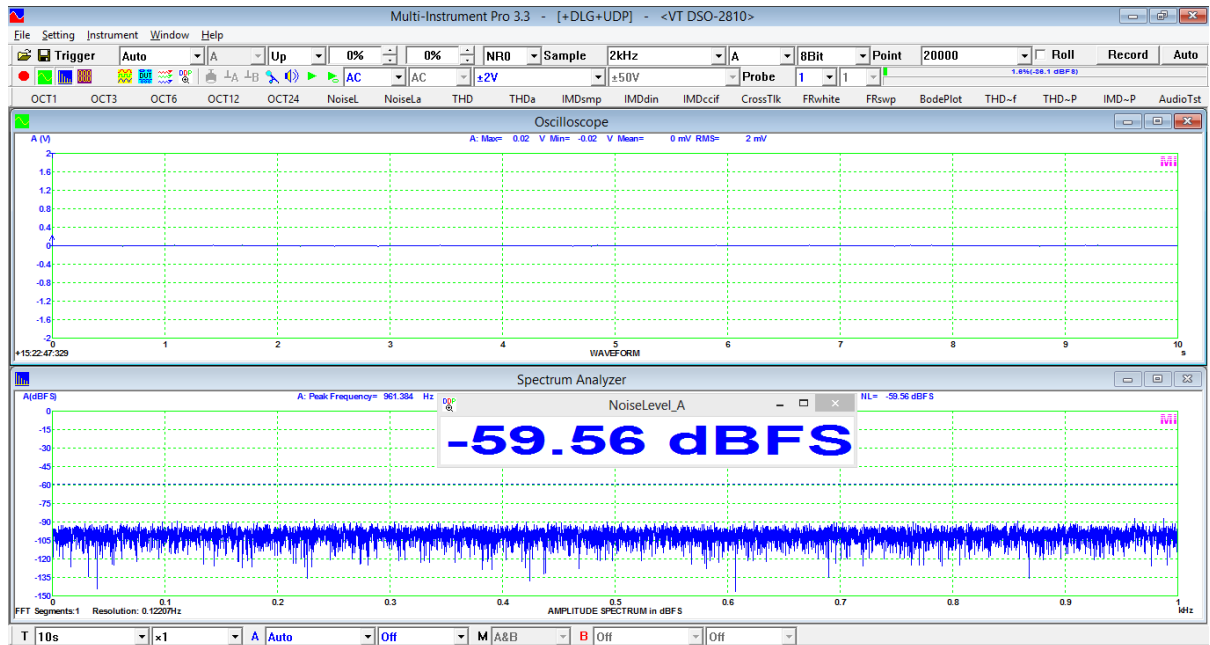 Multi-Instrument Pro 3.3 - [+DLG+UDP] - <VT DSO-2810>
File Setting Instrument Window Help
Trigger Auto A Up 0% 0% NR0 Sample 2kHz A 8Bit Point 20000 Roll Record Auto
A B AC AC ±2V ±50V Probe 1 1 1.6%(-36.1 dBFS)
OCT1 OCT3 OCT6 OCT12 OCT24 NoiseL NoiseLa THD THDa IMDsmp IMDdin IMDccif CrossTlk FRwhite FRswp BodePlot THD~f THD~P IMD~P AudioTst
Oscilloscope
A (V) A: Max= 0.02 V Min= -0.02 V Mean= 0 mV RMS= 2 mV
2
Mi
1.6
1.2
0.8
0.4
0
-0.4
-0.8
-1.2
-1.6
-2
0 1 2 3 4 5 6 7 8 9 10
+15:22:47:329 WAVEFORM s
Spectrum Analyzer
A(dBFS) A: Peak Frequency= 961.384 Hz NL= -59.56 dBFS
NoiseLevel_A
-59.56 dBFS
0
Mi
-15
-30
-45
-60
-75
-90
-105
-120
-135
-150
0 0.1 0.2 0.3 0.4 0.5 0.6 0.7 0.8 0.9 1
FFT Segments:1 Resolution: 0.12207Hz AMPLITUDE SPECTRUM in dBFS kHz
T 10s ×1 A Auto Off M A&B B Off Off